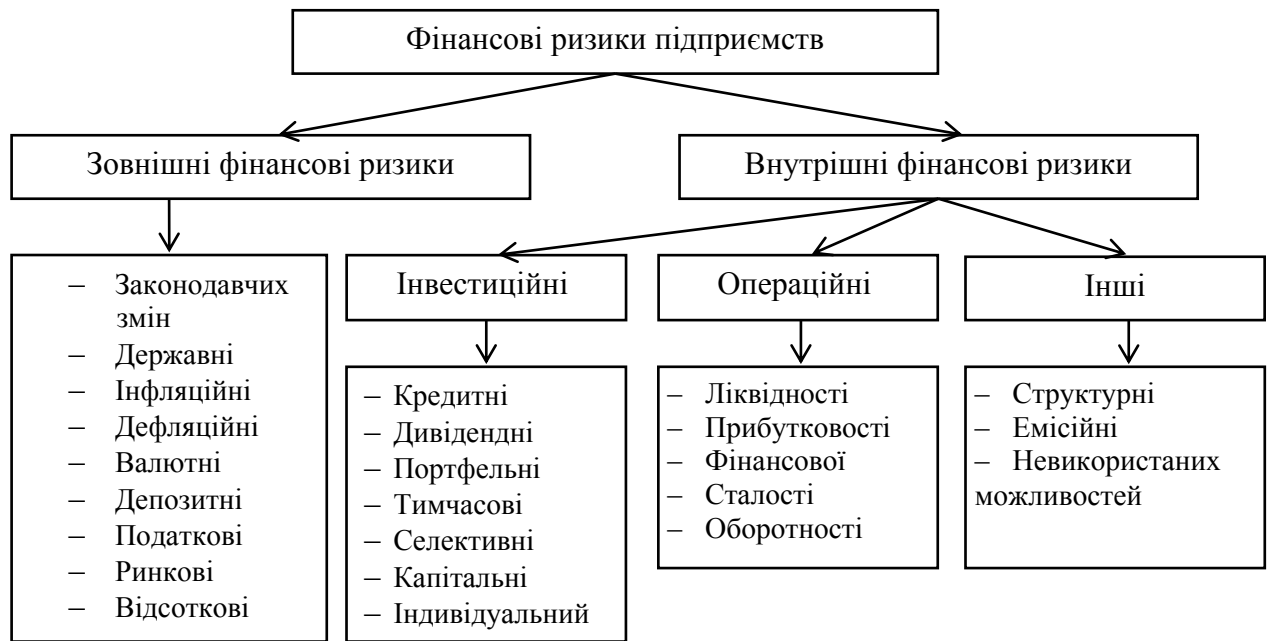 Фінансові ризики підприємств
Зовнішні фінансові ризики
Внутрішні фінансові ризики
– Законодавчих
змін
– Державні
– Інфляційні
– Дефляційні
– Валютні
– Депозитні
– Податкові
– Ринкові
– Відсоткові
Інвестиційні
– Кредитні
– Дивідендні
– Портфельні
– Тимчасові
– Селективні
– Капітальні
– Індивідуальний
Операційні
– Ліквідності
– Прибутковості
– Фінансової
– Сталості
– Оборотності
Інші
– Структурні
– Емісійні
– Невикористаних
можливостей